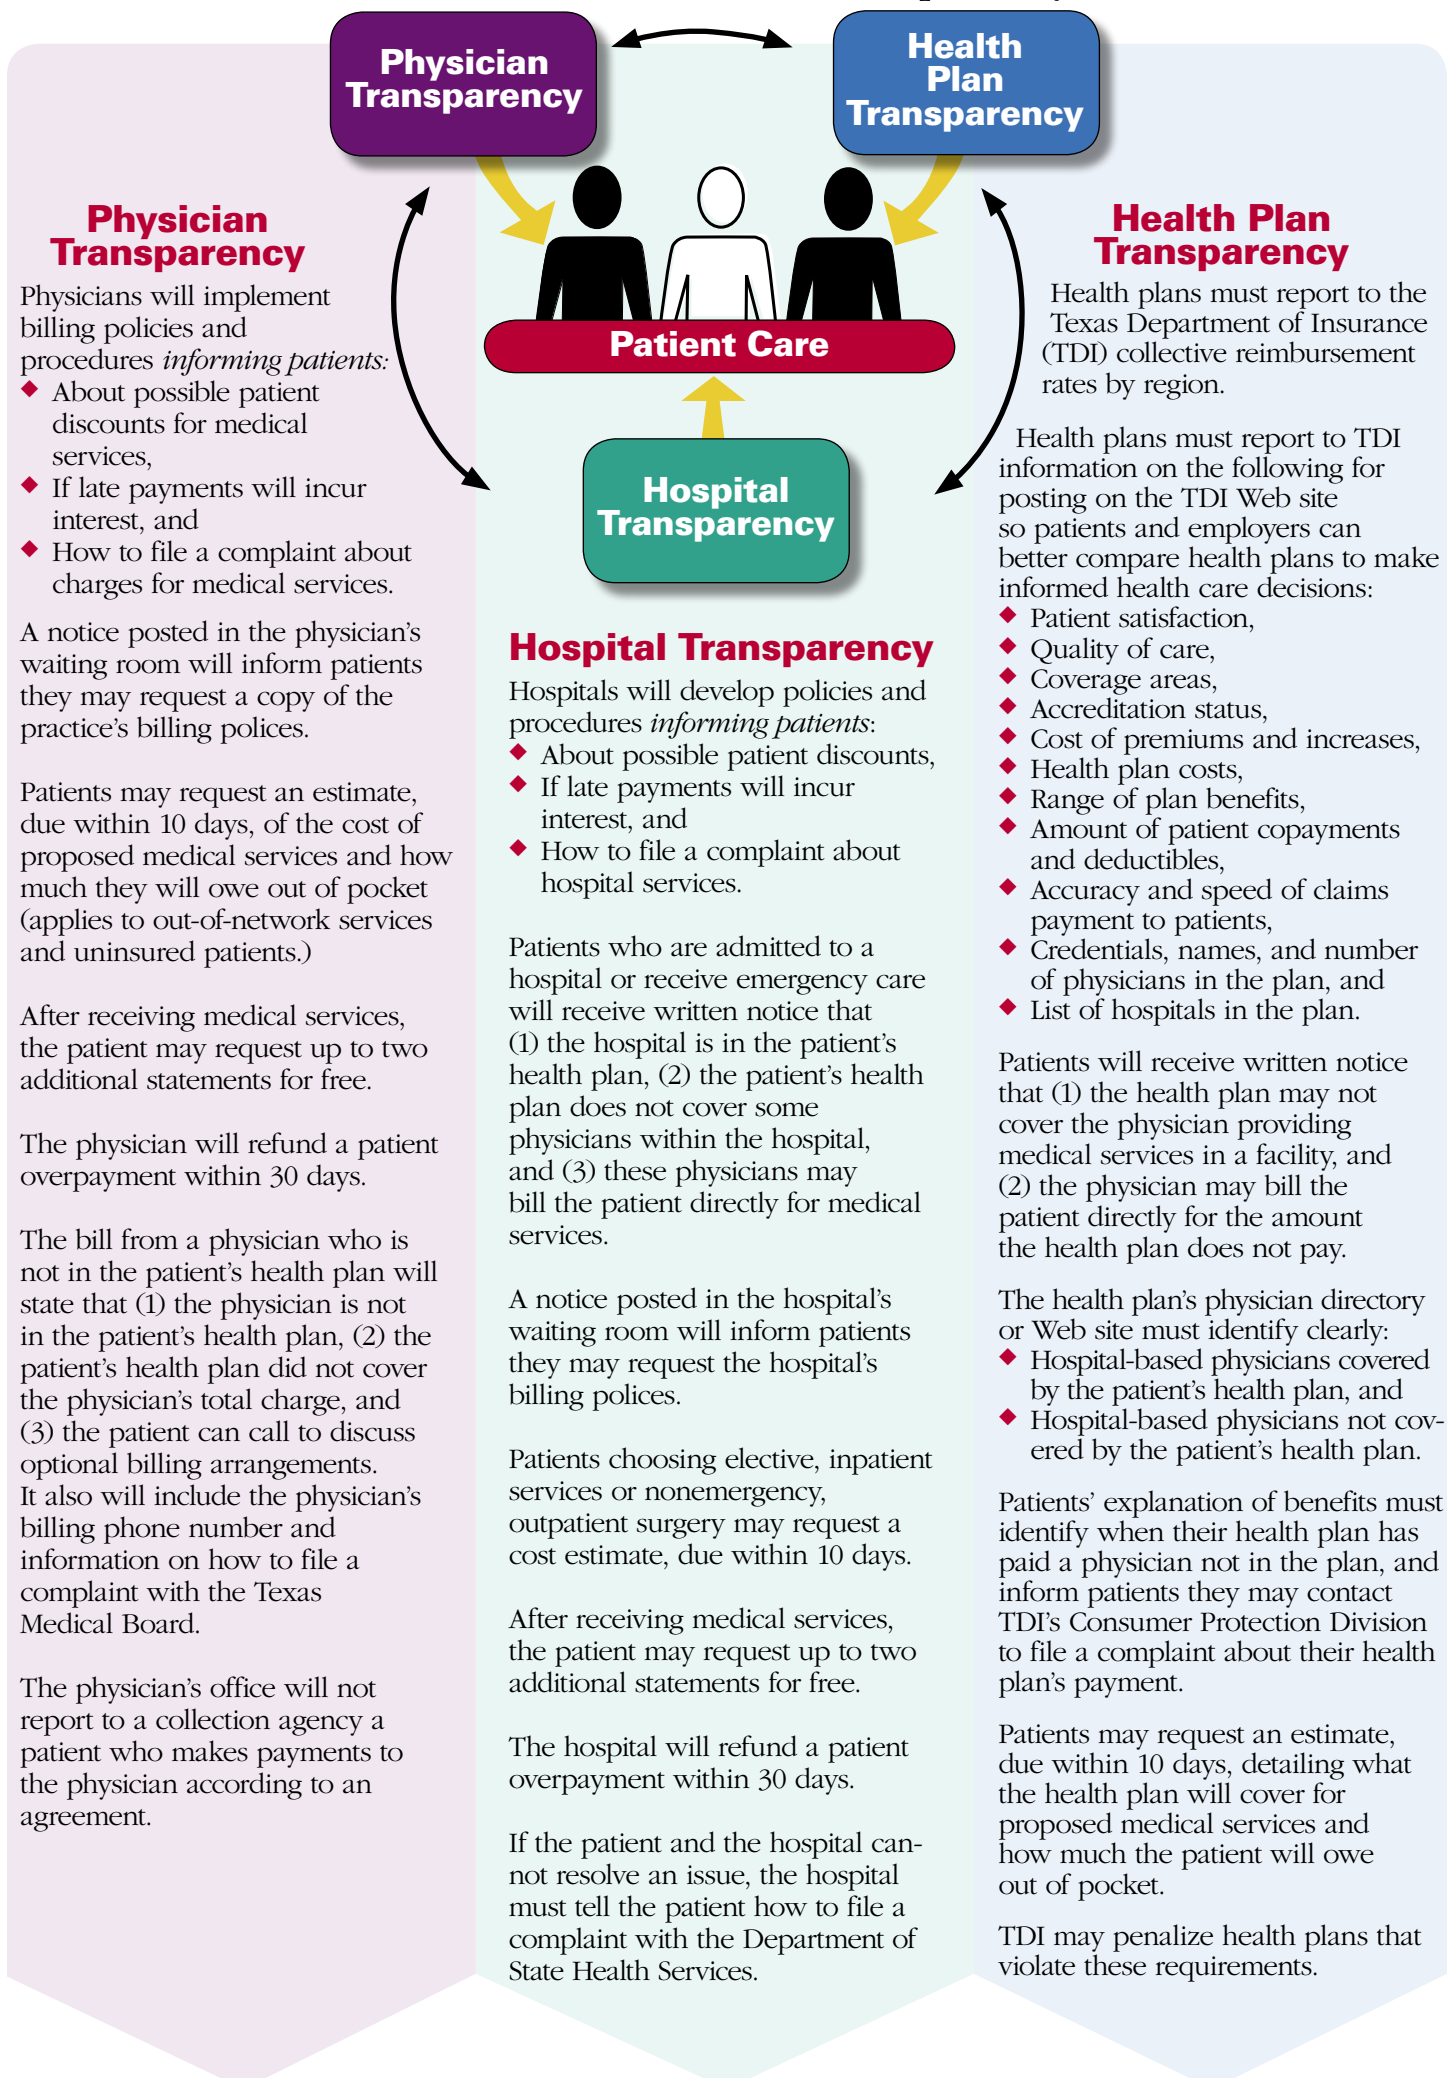 Physician
Transparency
Health
Plan
Transparency
Patient Care
Hospital
Transparency
Physician
Transparency
Physicians will implement
billing policies and
procedures informing patients:
◆ About possible patient
discounts for medical
services,
◆ If late payments will incur
interest, and
◆ How to file a complaint about
charges for medical services.
A notice posted in the physician's
waiting room will inform patients
they may request a copy of the
practice's billing polices.
Patients may request an estimate,
due within 10 days, of the cost of
proposed medical services and how
much they will owe out of pocket
(applies to out-of-network services
and uninsured patients.)
After receiving medical services,
the patient may request up to two
additional statements for free.
The physician will refund a patient
overpayment within 30 days.
The bill from a physician who is
not in the patient's health plan will
state that (1) the physician is not
in the patient's health plan, (2) the
patient's health plan did not cover
the physician's total charge, and
(3) the patient can call to discuss
optional billing arrangements.
It also will include the physician's
billing phone number and
information on how to file a
complaint with the Texas
Medical Board.
The physician's office will not
report to a collection agency a
patient who makes payments to
the physician according to an
agreement.
Hospital Transparency
Hospitals will develop policies and
procedures informing patients:
◆ About possible patient discounts,
◆ If late payments will incur
interest, and
◆ How to file a complaint about
hospital services.
Patients who are admitted to a
hospital or receive emergency care
will receive written notice that
(1) the hospital is in the patient's
health plan, (2) the patient's health
plan does not cover some
physicians within the hospital,
and (3) these physicians may
bill the patient directly for medical
services.
A notice posted in the hospital's
waiting room will inform patients
they may request the hospital's
billing polices.
Patients choosing elective, inpatient
services or nonemergency,
outpatient surgery may request a
cost estimate, due within 10 days.
After receiving medical services,
the patient may request up to two
additional statements for free.
The hospital will refund a patient
overpayment within 30 days.
If the patient and the hospital can-
not resolve an issue, the hospital
must tell the patient how to file a
complaint with the Department of
State Health Services.
Health Plan
Transparency
Health plans must report to the
Texas Department of Insurance
(TDI) collective reimbursement
rates by region.
Health plans must report to TDI
information on the following for
posting on the TDI Web site
so patients and employers can
better compare health plans to make
informed health care decisions:
◆ Patient satisfaction,
◆ Quality of care,
◆ Coverage areas,
◆ Accreditation status,
◆ Cost of premiums and increases,
◆ Health plan costs,
◆ Range of plan benefits,
◆ Amount of patient copayments
and deductibles,
◆ Accuracy and speed of claims
payment to patients,
◆ Credentials, names, and number
of physicians in the plan, and
◆ List of hospitals in the plan.
Patients will receive written notice
that (1) the health plan may not
cover the physician providing
medical services in a facility, and
(2) the physician may bill the
patient directly for the amount
the health plan does not pay.
The health plan's physician directory
or Web site must identify clearly:
◆ Hospital-based physicians covered
by the patient's health plan, and
◆ Hospital-based physicians not cov-
ered by the patient's health plan.
Patients' explanation of benefits must
identify when their health plan has
paid a physician not in the plan, and
inform patients they may contact
TDI's Consumer Protection Division
to file a complaint about their health
plan's payment.
Patients may request an estimate,
due within 10 days, detailing what
the health plan will cover for
proposed medical services and
how much the patient will owe
out of pocket.
TDI may penalize health plans that
violate these requirements.